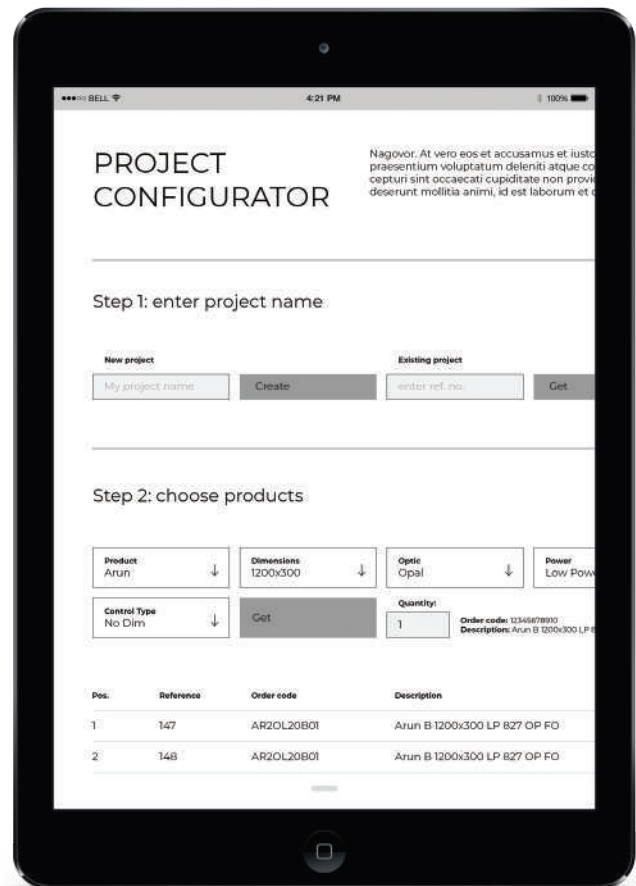 BELL
4:21 PM
100%
PROJECT
CONFIGURATOR
Nagovor. At vero eos et accusamus et iusto
praesentium voluptatum deleniti atque co
cepturi sint occaecati cupiditate non provi
deserunt mollitia animi, id est laborum et
Step 1: enter project name
New project
Existing project
My project name
Create
enter ref. no.
Get
Step 2: choose products
Product
Arun
Dimensions
1200x300
Optic
Opal
Power
Low Pow
Control Type
No Dim
Get
Quantity:
1
Order code: 12345678910
Description: Arun B 1200x300 LP 8
Pos. Reference Order code Description
1 147 AR2OL20B01 Arun B 1200x300 LP 827 OP FO
2 148 AR2OL20B01 Arun B 1200x300 LP 827 OP FO